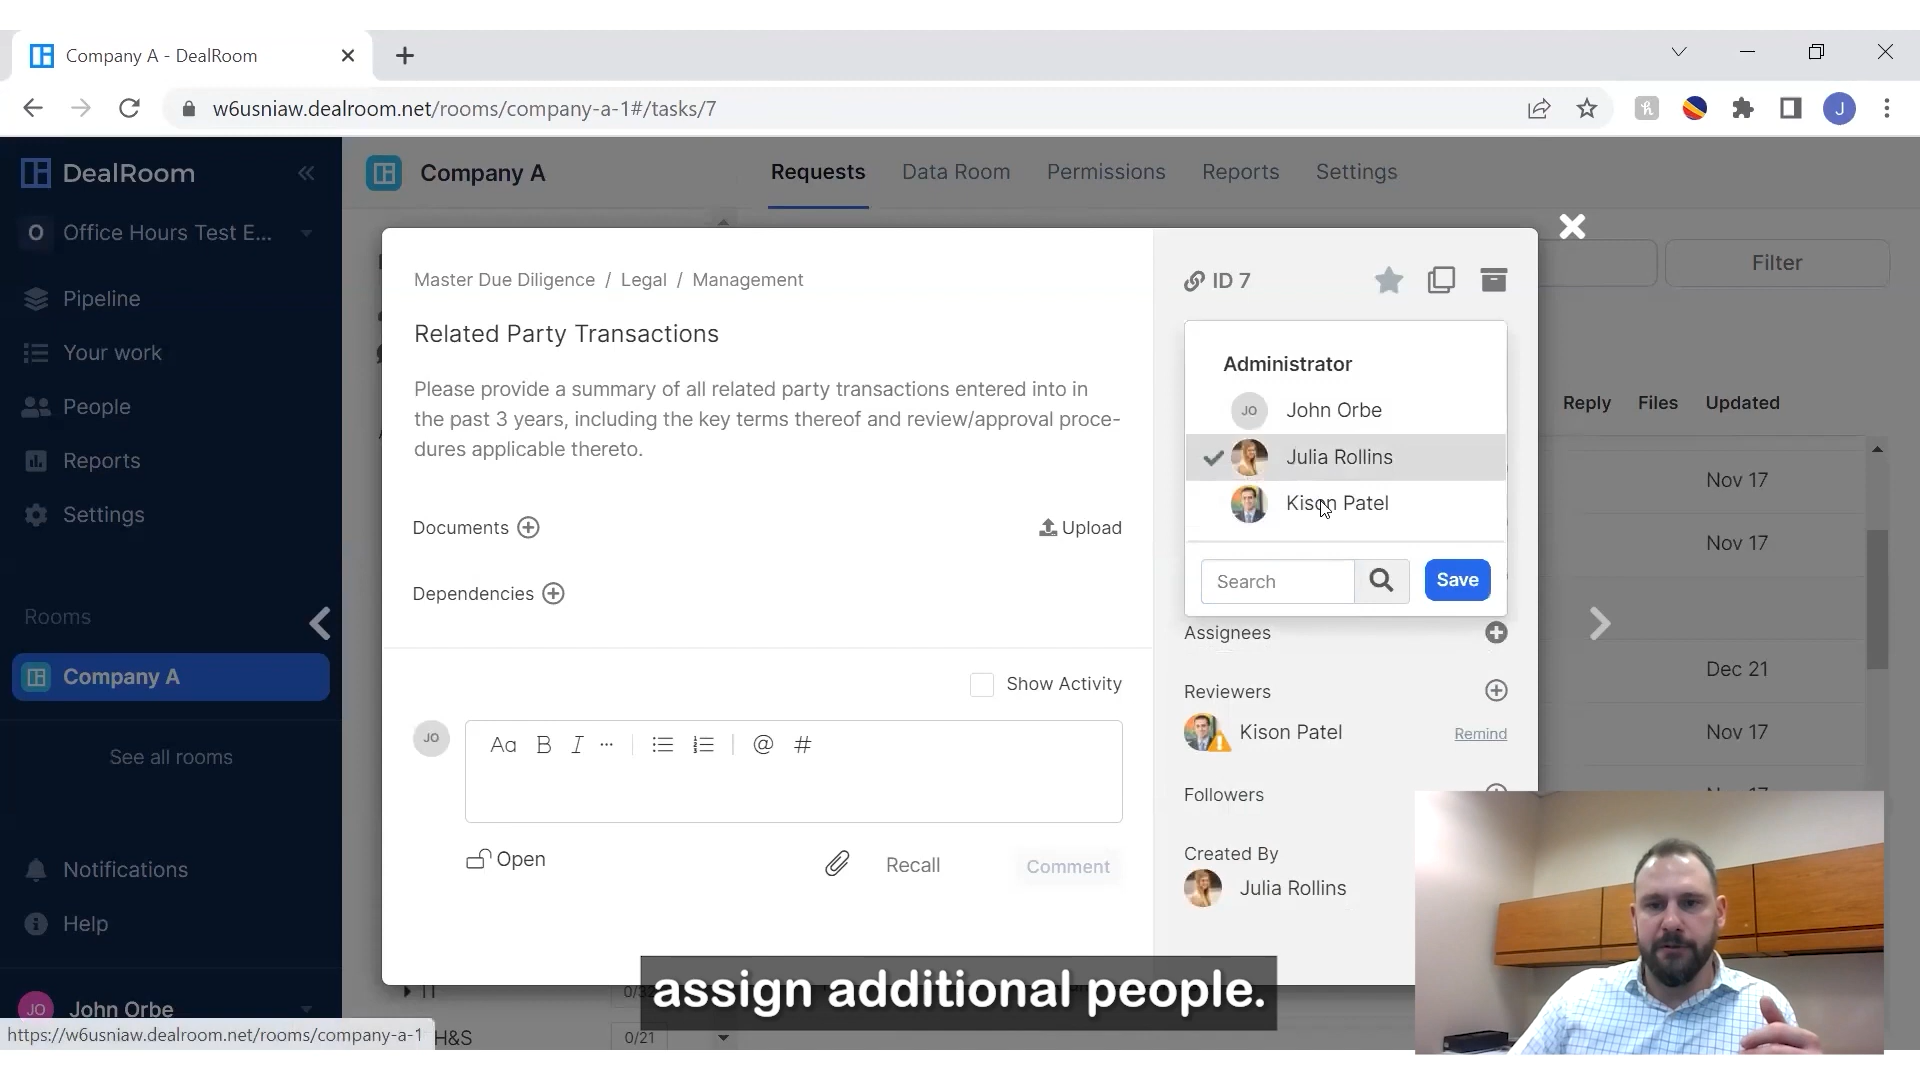 Company A - DealRoom
w6usniaw.dealroom.net/rooms/company-a-1#/tasks/7
J
DealRoom
O Office Hours Test E...
Pipeline
Your work
People
Reports
Settings
Rooms
Company A
See all rooms
Notifications
Help
JO John Orbe
https://w6usniaw.dealroom.net/rooms/company-a-1
Company A
Requests Data Room Permissions Reports Settings
Filter
Reply Files Updated
Nov 17
Nov 17
Dec 21
Nov 17
Master Due Diligence / Legal / Management
Related Party Transactions
Please provide a summary of all related party transactions entered into in
the past 3 years, including the key terms thereof and review/approval proce-
dures applicable thereto.
Documents
Upload
Dependencies
Show Activity
JO
Aa B I ... @ #
Open
Recall
Comment
ID 7
Administrator
JO John Orbe
Julia Rollins
Kison Patel
Search
Save
Assignees
Reviewers
Kison Patel
Remind
Followers
Created By
Julia Rollins
H&S
0/21
assign additional people.